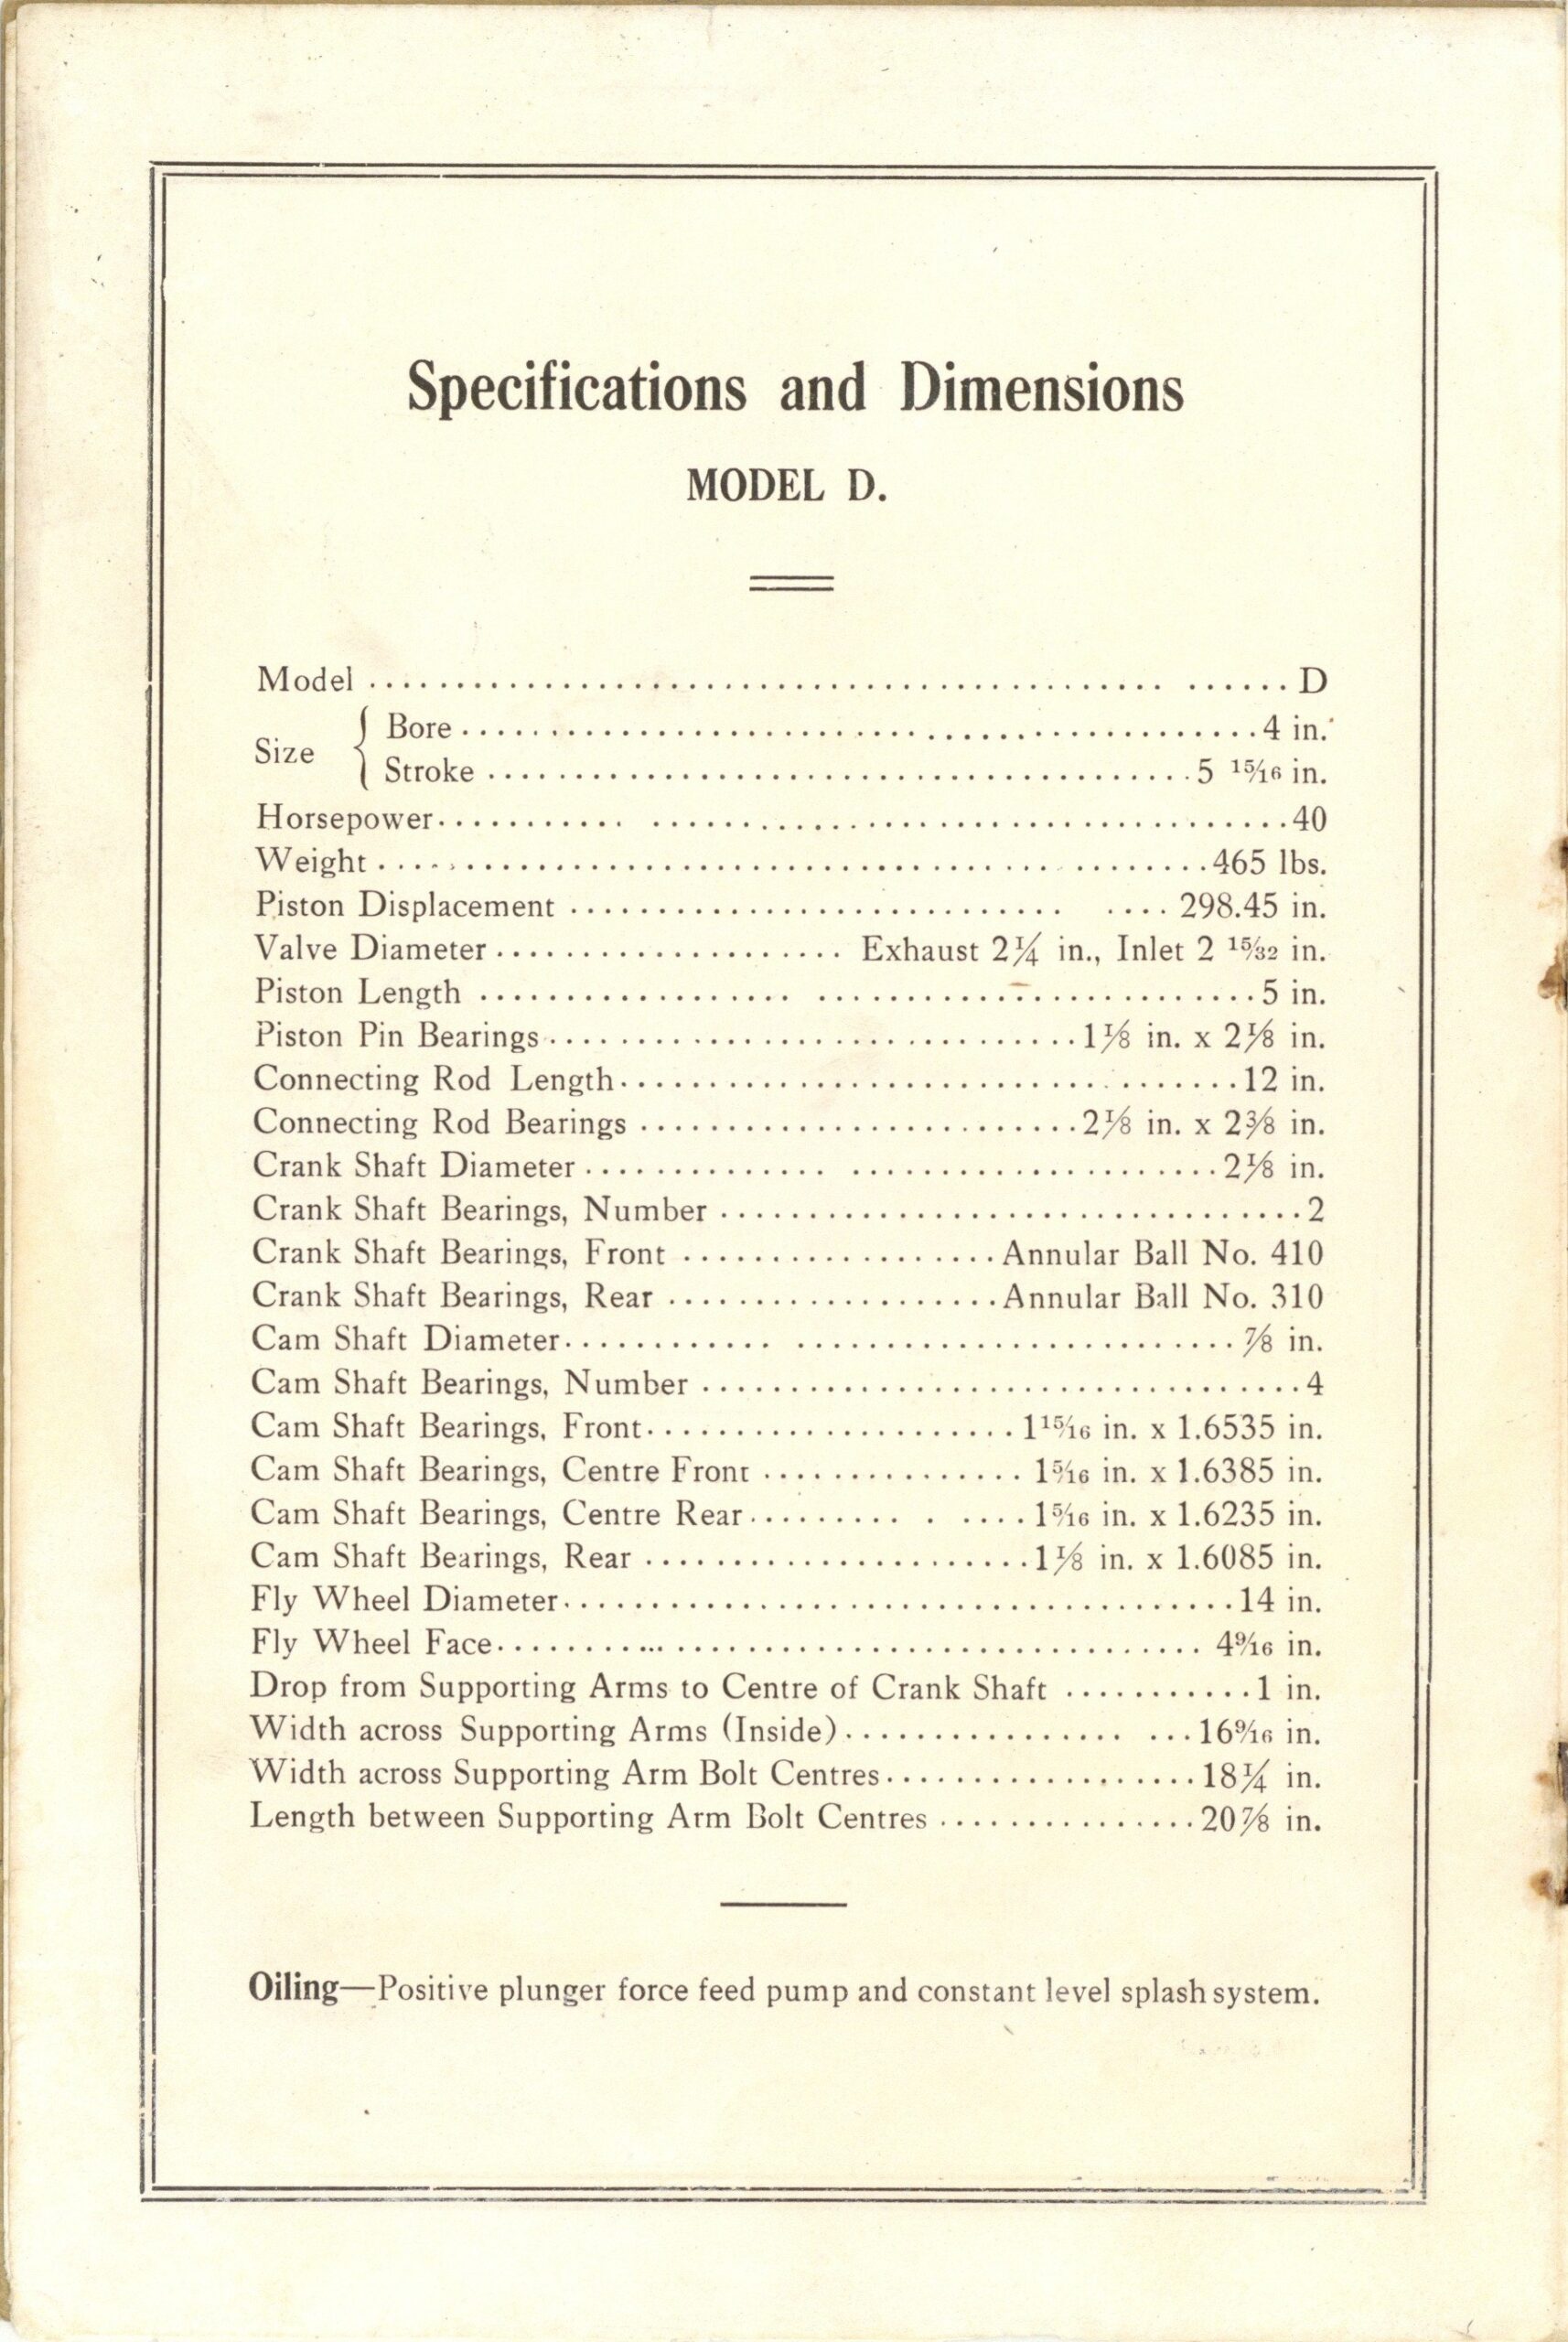 Specifications and Dimensions
MODEL D.
Model .......... D
Size { Bore .......... 4 in.
Stroke .......... 5 15/16 in.
Horsepower .......... 40
Weight .......... 465 lbs.
Piston Displacement .......... 298.45 in.
Valve Diameter .......... Exhaust 2¼ in., Inlet 2 15/32 in.
Piston Length .......... 5 in.
Piston Pin Bearings .......... 1⅛ in. x 2⅛ in.
Connecting Rod Length .......... 12 in.
Connecting Rod Bearings .......... 2⅛ in. x 2⅜ in.
Crank Shaft Diameter .......... 2⅛ in.
Crank Shaft Bearings, Number .......... 2
Crank Shaft Bearings, Front .......... Annular Ball No. 410
Crank Shaft Bearings, Rear .......... Annular Ball No. 310
Cam Shaft Diameter .......... ⅞ in.
Cam Shaft Bearings, Number .......... 4
Cam Shaft Bearings, Front .......... 1 15/16 in. x 1.6535 in.
Cam Shaft Bearings, Centre Front .......... 1 5/16 in. x 1.6385 in.
Cam Shaft Bearings, Centre Rear .......... 1 5/16 in. x 1.6235 in.
Cam Shaft Bearings, Rear .......... 1⅛ in. x 1.6085 in.
Fly Wheel Diameter .......... 14 in.
Fly Wheel Face .......... 4 9/16 in.
Drop from Supporting Arms to Centre of Crank Shaft .......... 1 in.
Width across Supporting Arms (Inside) .......... 16 9/16 in.
Width across Supporting Arm Bolt Centres .......... 18¼ in.
Length between Supporting Arm Bolt Centres .......... 20⅞ in.
Oiling—Positive plunger force feed pump and constant level splash system.